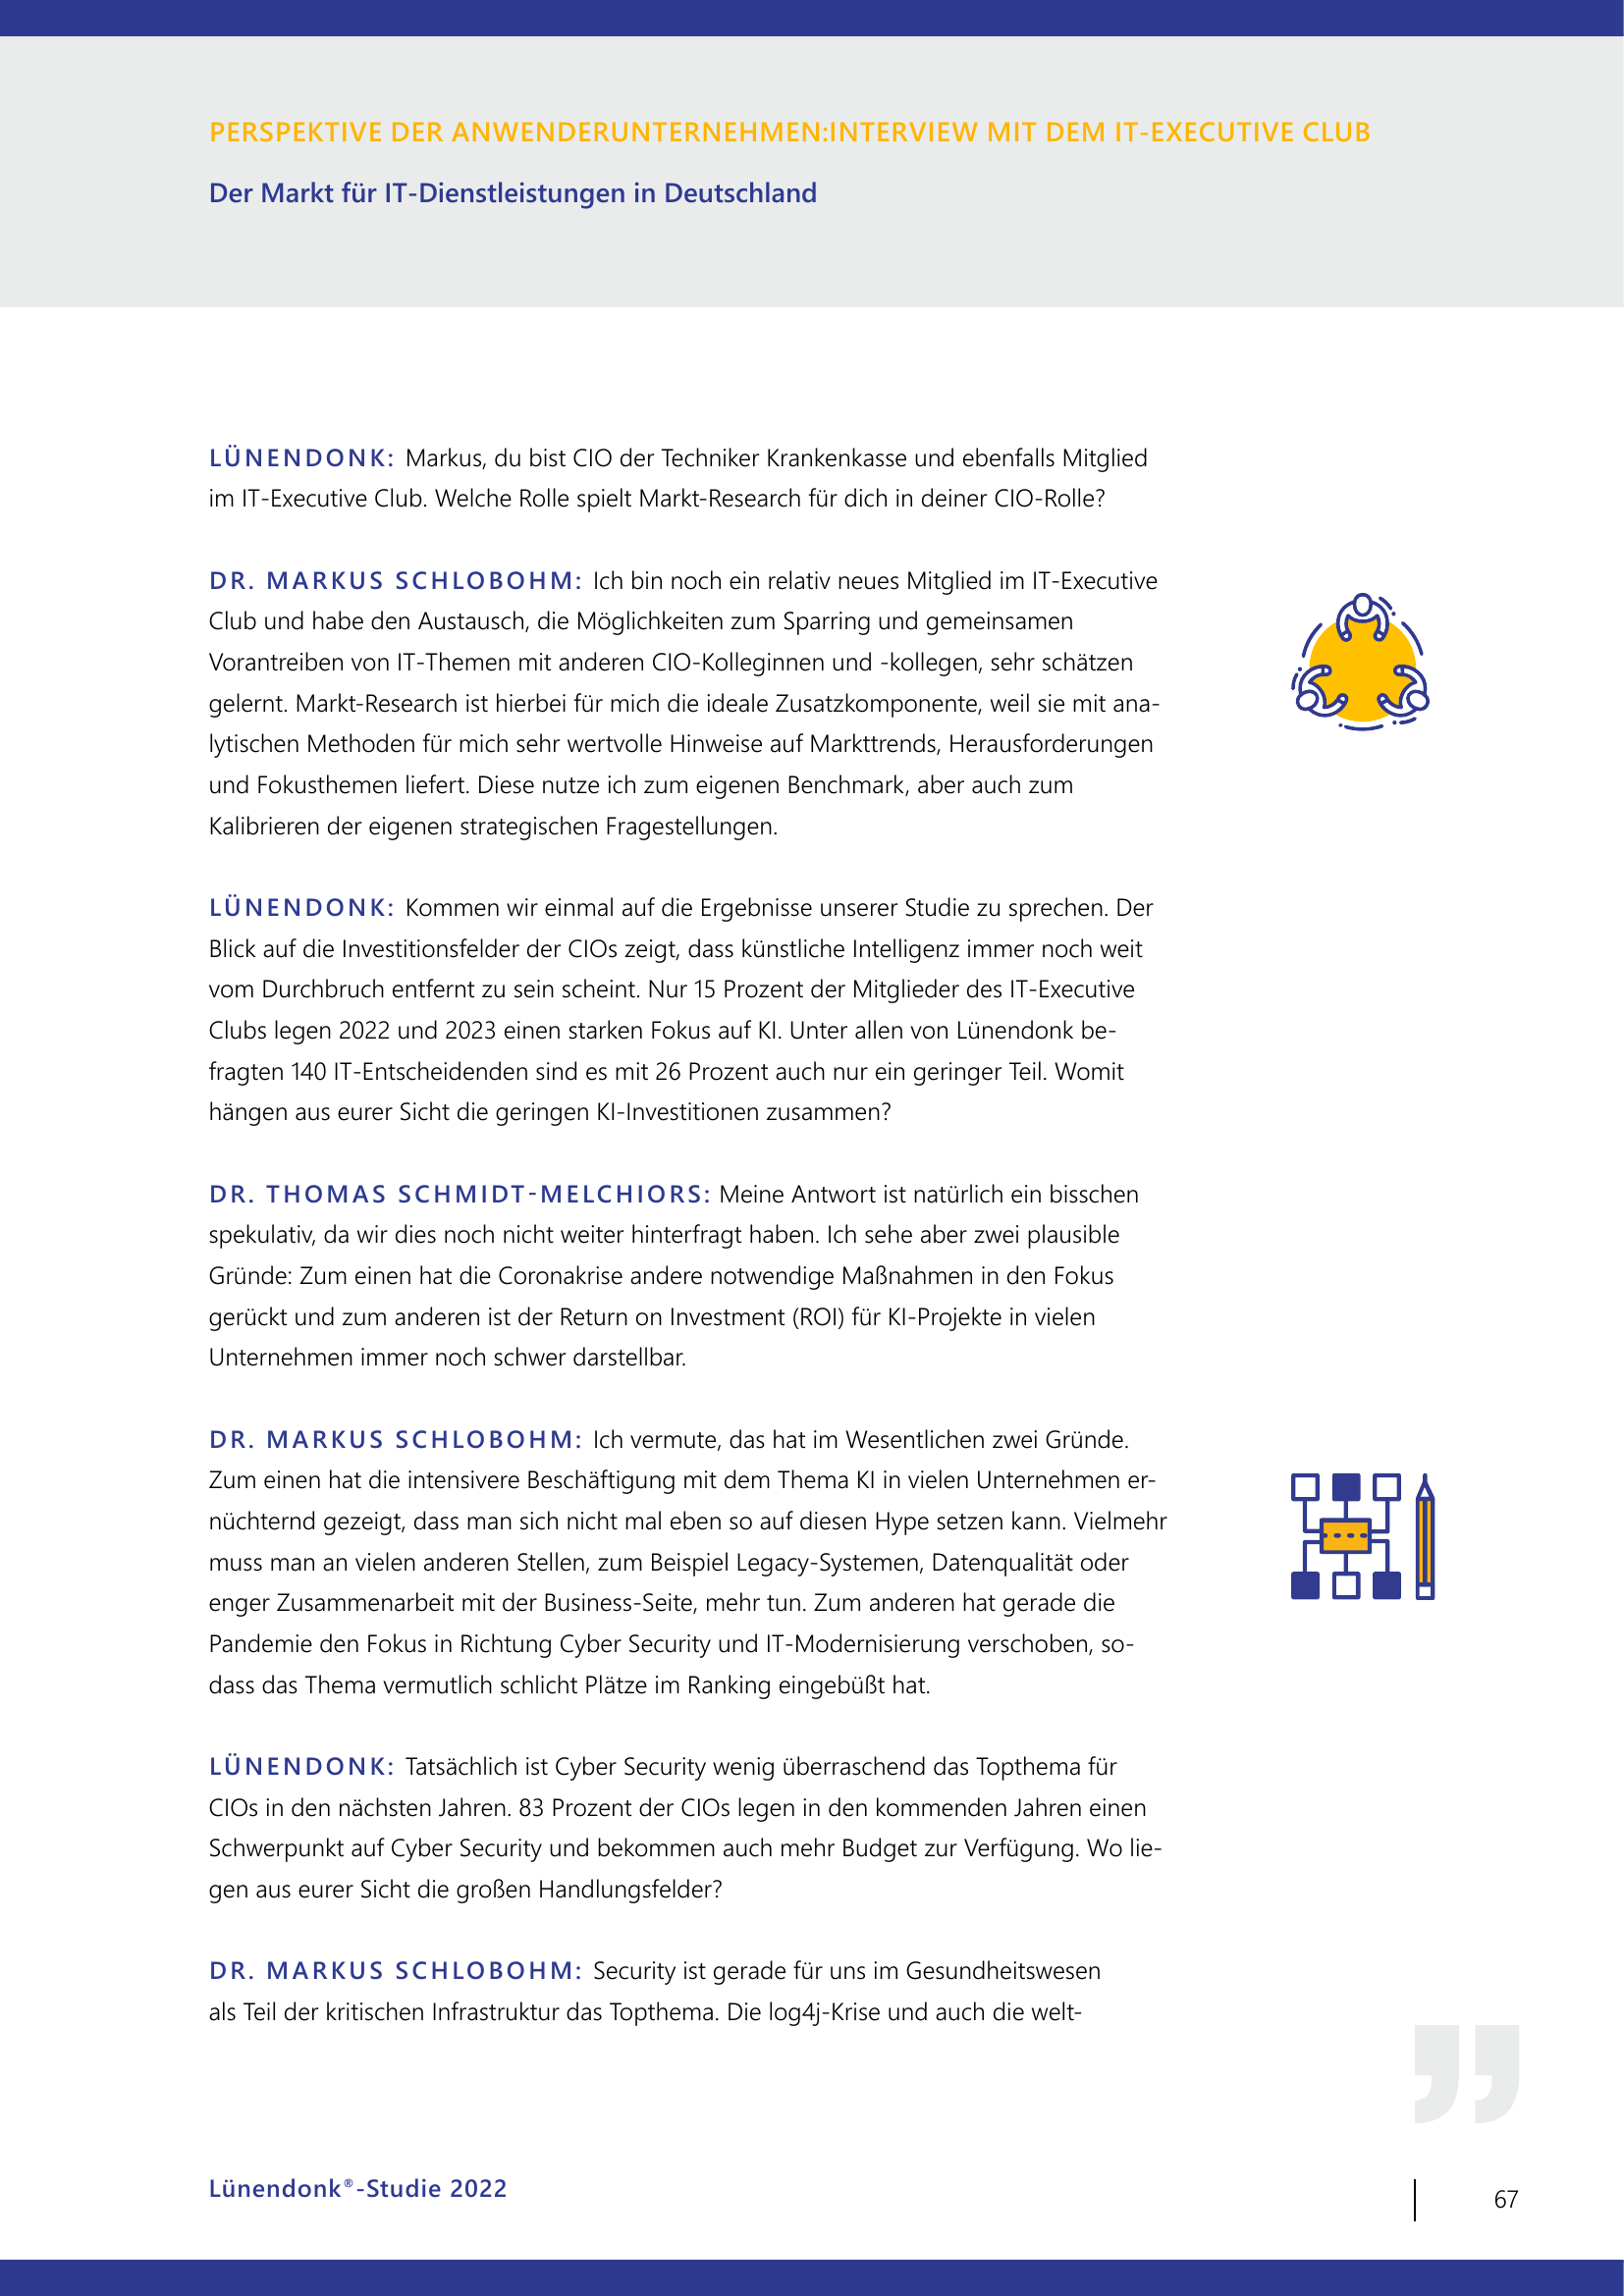 PERSPEKTIVE DER ANWENDERUNTERNEHMEN:INTERVIEW MIT DEM IT-EXECUTIVE CLUB
Der Markt für IT-Dienstleistungen in Deutschland
LÜNENDONK: Markus, du bist CIO der Techniker Krankenkasse und ebenfalls Mitglied
im IT-Executive Club. Welche Rolle spielt Markt-Research für dich in deiner CIO-Rolle?
DR. MARKUS SCHLOBOHM: Ich bin noch ein relativ neues Mitglied im IT-Executive
Club und habe den Austausch, die Möglichkeiten zum Sparring und gemeinsamen
Vorantreiben von IT-Themen mit anderen CIO-Kolleginnen und -kollegen, sehr schätzen
gelernt. Markt-Research ist hierbei für mich die ideale Zusatzkomponente, weil sie mit ana-
lytischen Methoden für mich sehr wertvolle Hinweise auf Markttrends, Herausforderungen
und Fokusthemen liefert. Diese nutze ich zum eigenen Benchmark, aber auch zum
Kalibrieren der eigenen strategischen Fragestellungen.
LÜNENDONK: Kommen wir einmal auf die Ergebnisse unserer Studie zu sprechen. Der
Blick auf die Investitionsfelder der CIOs zeigt, dass künstliche Intelligenz immer noch weit
vom Durchbruch entfernt zu sein scheint. Nur 15 Prozent der Mitglieder des IT-Executive
Clubs legen 2022 und 2023 einen starken Fokus auf KI. Unter allen von Lünendonk be-
fragten 140 IT-Entscheidenden sind es mit 26 Prozent auch nur ein geringer Teil. Womit
hängen aus eurer Sicht die geringen KI-Investitionen zusammen?
DR. THOMAS SCHMIDT-MELCHIORS: Meine Antwort ist natürlich ein bisschen
spekulativ, da wir dies noch nicht weiter hinterfragt haben. Ich sehe aber zwei plausible
Gründe: Zum einen hat die Coronakrise andere notwendige Maßnahmen in den Fokus
gerückt und zum anderen ist der Return on Investment (ROI) für KI-Projekte in vielen
Unternehmen immer noch schwer darstellbar.
DR. MARKUS SCHLOBOHM: Ich vermute, das hat im Wesentlichen zwei Gründe.
Zum einen hat die intensivere Beschäftigung mit dem Thema KI in vielen Unternehmen er-
nüchternd gezeigt, dass man sich nicht mal eben so auf diesen Hype setzen kann. Vielmehr
muss man an vielen anderen Stellen, zum Beispiel Legacy-Systemen, Datenqualität oder
enger Zusammenarbeit mit der Business-Seite, mehr tun. Zum anderen hat gerade die
Pandemie den Fokus in Richtung Cyber Security und IT-Modernisierung verschoben, so-
dass das Thema vermutlich schlicht Plätze im Ranking eingebüßt hat.
LÜNENDONK: Tatsächlich ist Cyber Security wenig überraschend das Topthema für
CIOs in den nächsten Jahren. 83 Prozent der CIOs legen in den kommenden Jahren einen
Schwerpunkt auf Cyber Security und bekommen auch mehr Budget zur Verfügung. Wo lie-
gen aus eurer Sicht die großen Handlungsfelder?
DR. MARKUS SCHLOBOHM: Security ist gerade für uns im Gesundheitswesen
als Teil der kritischen Infrastruktur das Topthema. Die log4j-Krise und auch die welt-
”
Lünendonk®-Studie 2022
67